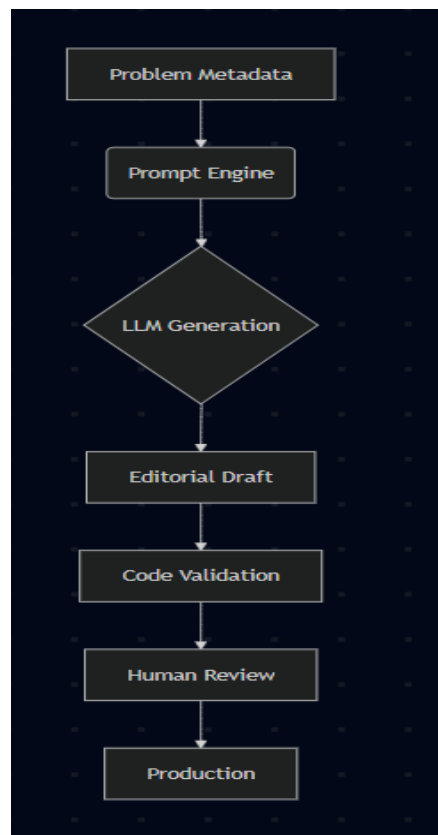 Problem Metadata
Prompt Engine
LLM Generation
Editorial Draft
Code Validation
Human Review
Production